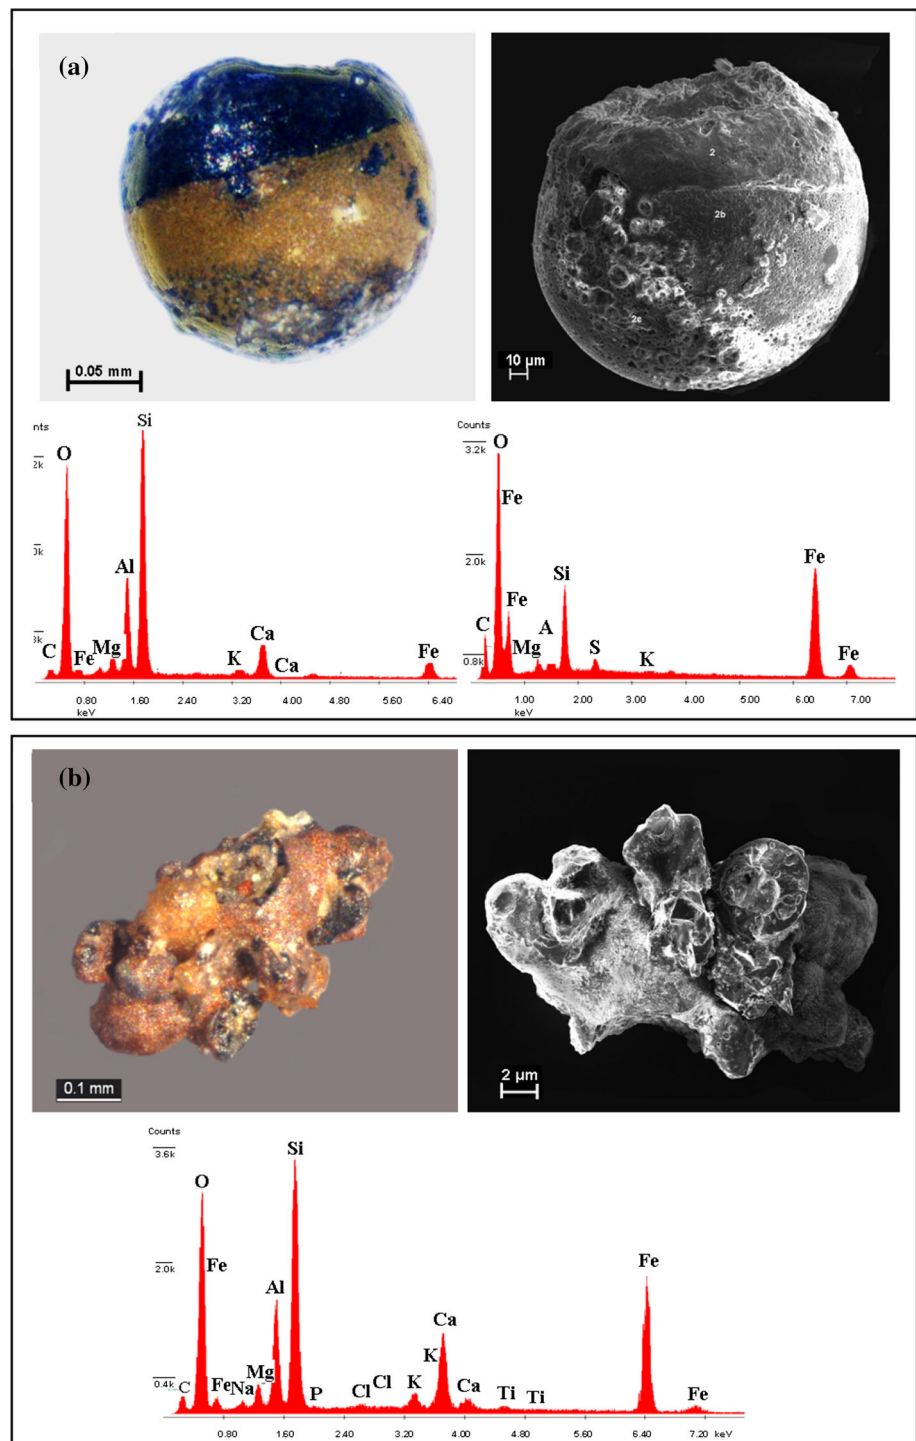 (a)
0.05 mm
2
2b
2c
10 µm
nts
2k
0k
8k
C
O
Fe
Mg
Al
Si
K
Ca
Ca
Fe
0.80
1.60
2.40
3.20
4.00
4.80
5.60
6.40
keV
Counts
3.2k
2.0k
0.8k
C
O
Fe
Fe
Mg
A
Si
S
K
Fe
Fe
1.00
2.00
3.00
4.00
5.00
6.00
7.00
keV
(b)
0.1 mm
2 µm
Counts
3.6k
2.0k
0.4k
C
O
Fe
Fe
Na
Mg
Al
Si
P
Cl
Cl
K
K
Ca
Ca
Ti
Ti
Fe
Fe
0.80
1.60
2.40
3.20
4.00
4.80
5.60
6.40
7.20
keV